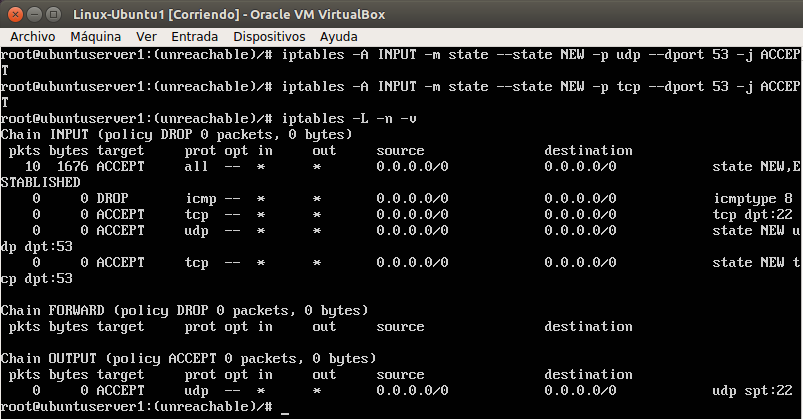 Linux-Ubuntu1 [Corriendo] - Oracle VM VirtualBox
Archivo Máquina Ver Entrada Dispositivos Ayuda
root@ubuntuserver1:(unreachable)/# iptables -A INPUT -m state --state NEW -p udp --dport 53 -j ACCEP
T
root@ubuntuserver1:(unreachable)/# iptables -A INPUT -m state --state NEW -p tcp --dport 53 -j ACCEP
T
root@ubuntuserver1:(unreachable)/# iptables -L -n -v
Chain INPUT (policy DROP 0 packets, 0 bytes)
 pkts bytes target     prot opt in     out     source               destination
   10  1676 ACCEPT     all  --  *      *       0.0.0.0/0            0.0.0.0/0            state NEW,E
STABLISHED
    0     0 DROP       icmp --  *      *       0.0.0.0/0            0.0.0.0/0            icmptype 8
    0     0 ACCEPT     tcp  --  *      *       0.0.0.0/0            0.0.0.0/0            tcp dpt:22
    0     0 ACCEPT     udp  --  *      *       0.0.0.0/0            0.0.0.0/0            state NEW u
dp dpt:53
    0     0 ACCEPT     tcp  --  *      *       0.0.0.0/0            0.0.0.0/0            state NEW t
cp dpt:53
Chain FORWARD (policy DROP 0 packets, 0 bytes)
 pkts bytes target     prot opt in     out     source               destination
Chain OUTPUT (policy ACCEPT 0 packets, 0 bytes)
 pkts bytes target     prot opt in     out     source               destination
    0     0 ACCEPT     udp  --  *      *       0.0.0.0/0            0.0.0.0/0            udp spt:22
root@ubuntuserver1:(unreachable)/# _